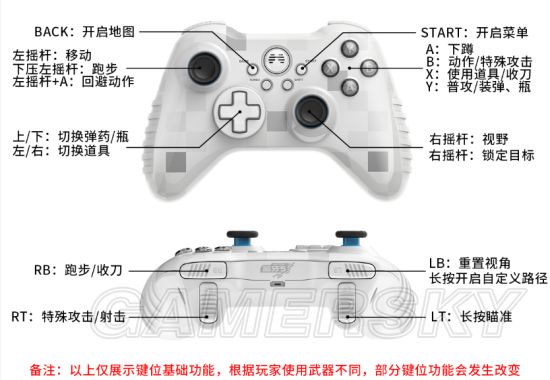 BACK：开启地图
START：开启菜单
左摇杆：移动
下压左摇杆：跑步
左摇杆+A：回避动作
A：下蹲
B：动作/特殊攻击
X：使用道具/收刀
Y：普攻/装弹、瓶
上/下：切换弹药/瓶
左/右：切换道具
右摇杆：视野
右摇杆：锁定目标
RB：跑步/收刀
LB：重置视角
长按开启自定义路径
RT：特殊攻击/射击
LT：长按瞄准
GAMERSKY
备注：以上仅展示键位基础功能，根据玩家使用武器不同，部分键位功能会发生改变